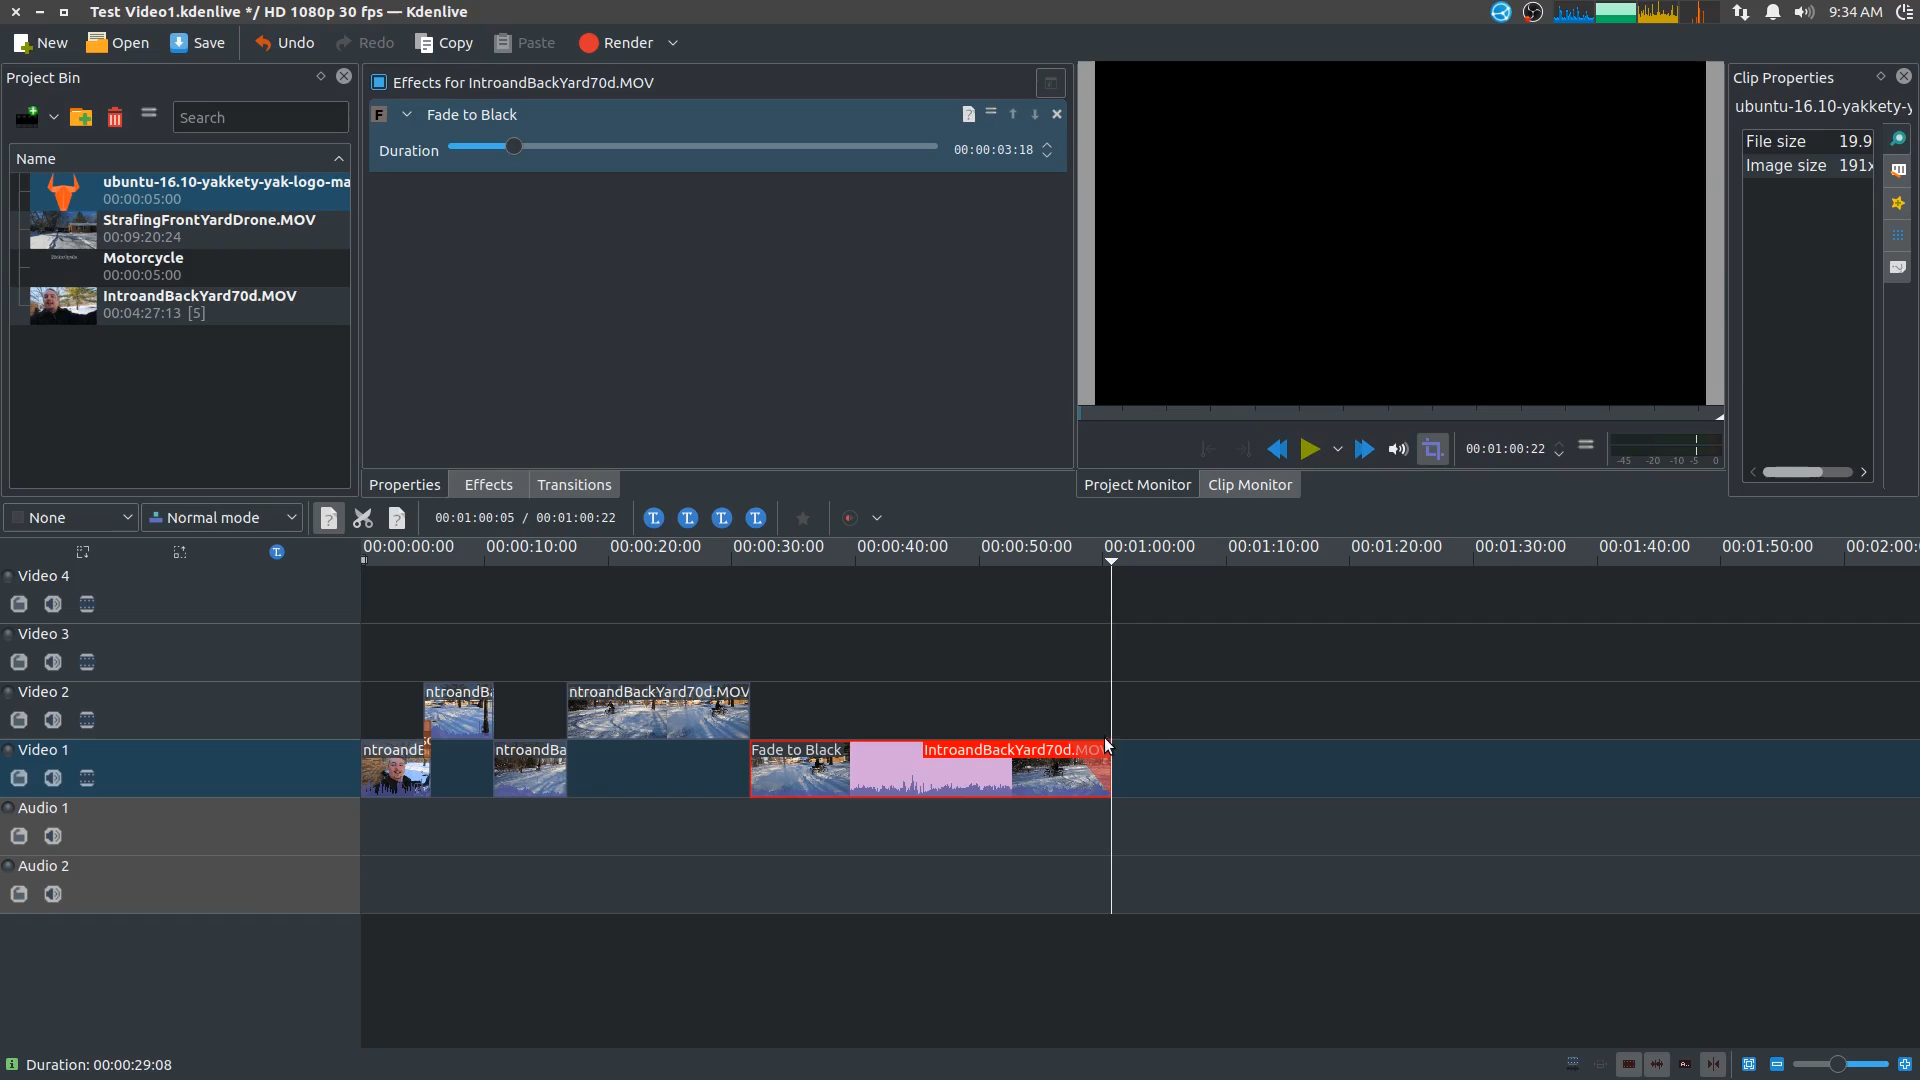 Test Video1.kdenlive */ HD 1080p 30 fps — Kdenlive
9:34 AM
New Open Save Undo Redo Copy Paste Render
Project Bin
Search
Name
ubuntu-16.10-yakkety-yak-logo-ma
00:00:05:00
StrafingFrontYardDrone.MOV
00:09:20:24
Motorcycle
00:00:05:00
IntroandBackYard70d.MOV
00:04:27:13 [5]
Effects for IntroandBackYard70d.MOV
F Fade to Black
Duration 00:00:03:18
Properties Effects Transitions
00:01:00:22
-45 -20 -10 -5 0
Project Monitor Clip Monitor
Clip Properties
ubuntu-16.10-yakkety-y
File size 19.9
Image size 191x
None Normal mode 00:01:00:05 / 00:01:00:22
00:00:00:00 00:00:10:00 00:00:20:00 00:00:30:00 00:00:40:00 00:00:50:00 00:01:00:00 00:01:10:00 00:01:20:00 00:01:30:00 00:01:40:00 00:01:50:00 00:02:00:
Video 4
Video 3
Video 2
ntroandBa ntroandBackYard70d.MOV
Video 1
ntroandE ntroandBa Fade to Black IntroandBackYard70d.MOV
Audio 1
Audio 2
Duration: 00:00:29:08